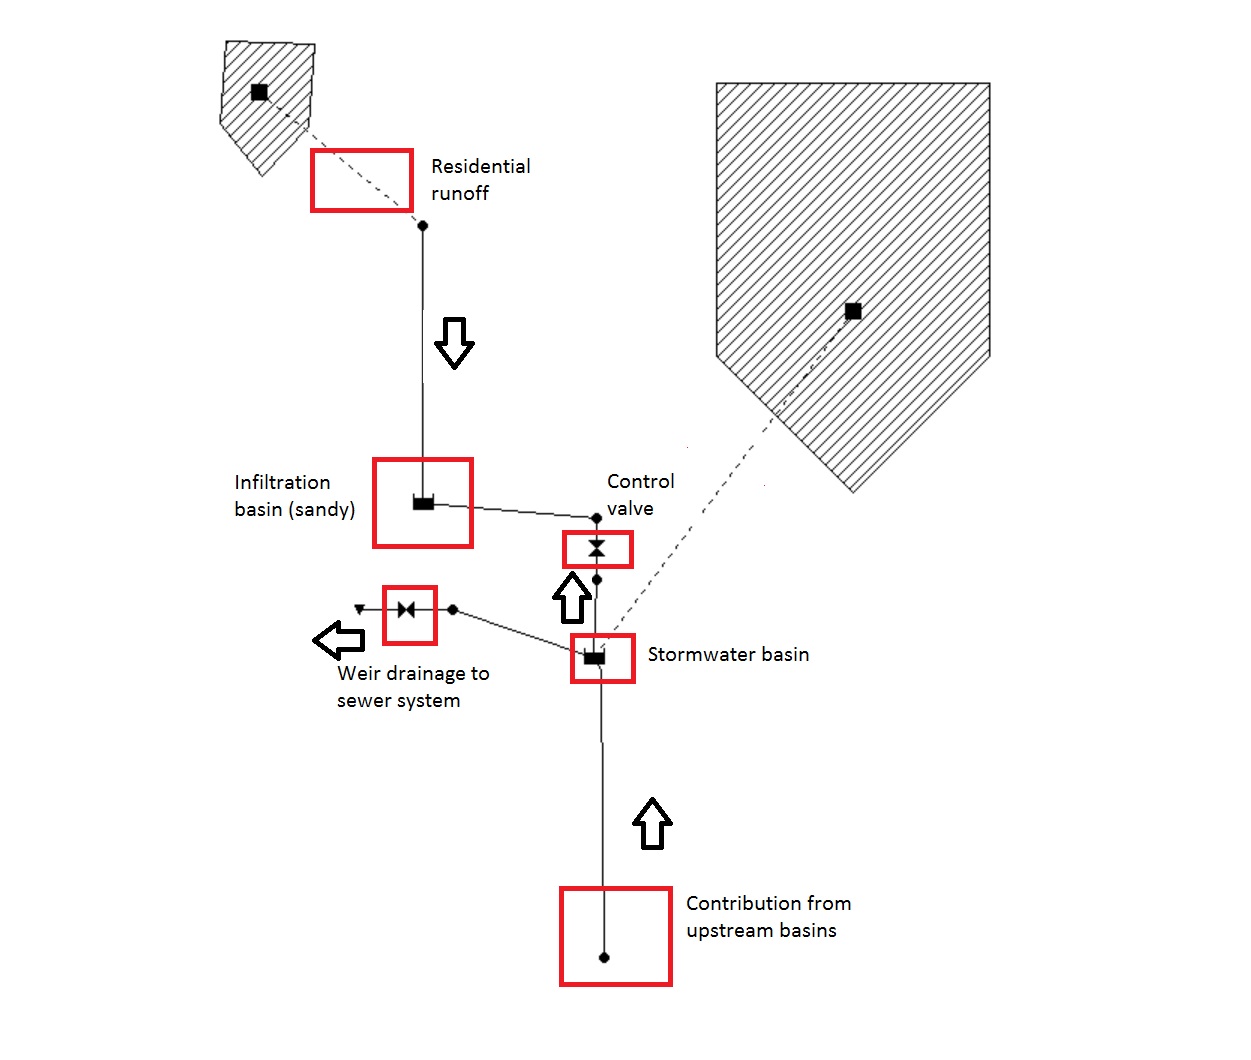 Residential
runoff
Infiltration
basin (sandy)
Control
valve
Stormwater basin
Weir drainage to
sewer system
Contribution from
upstream basins